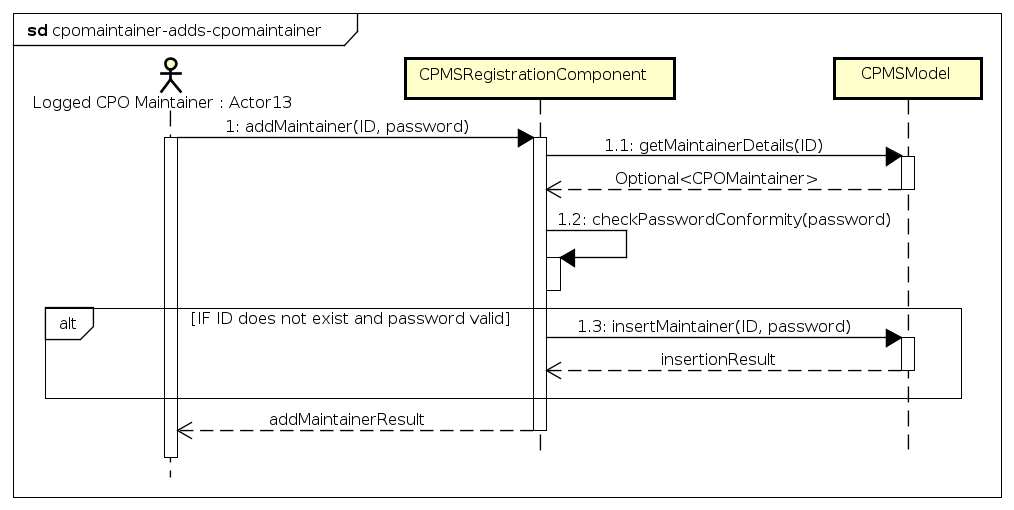 sd cpomaintainer-adds-cpomaintainer
CPMSRegistrationComponent
CPMSModel
Logged CPO Maintainer : Actor13
1: addMaintainer(ID, password)
1.1: getMaintainerDetails(ID)
Optional<CPOMaintainer>
1.2: checkPasswordConformity(password)
alt
[IF ID does not exist and password valid]
1.3: insertMaintainer(ID, password)
insertionResult
addMaintainerResult